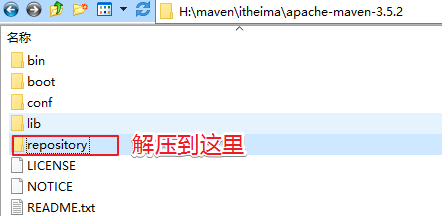 H:\maven\itheima\apache-maven-3.5.2
名称
bin
boot
conf
lib
repository 解压到这里
LICENSE
NOTICE
README.txt